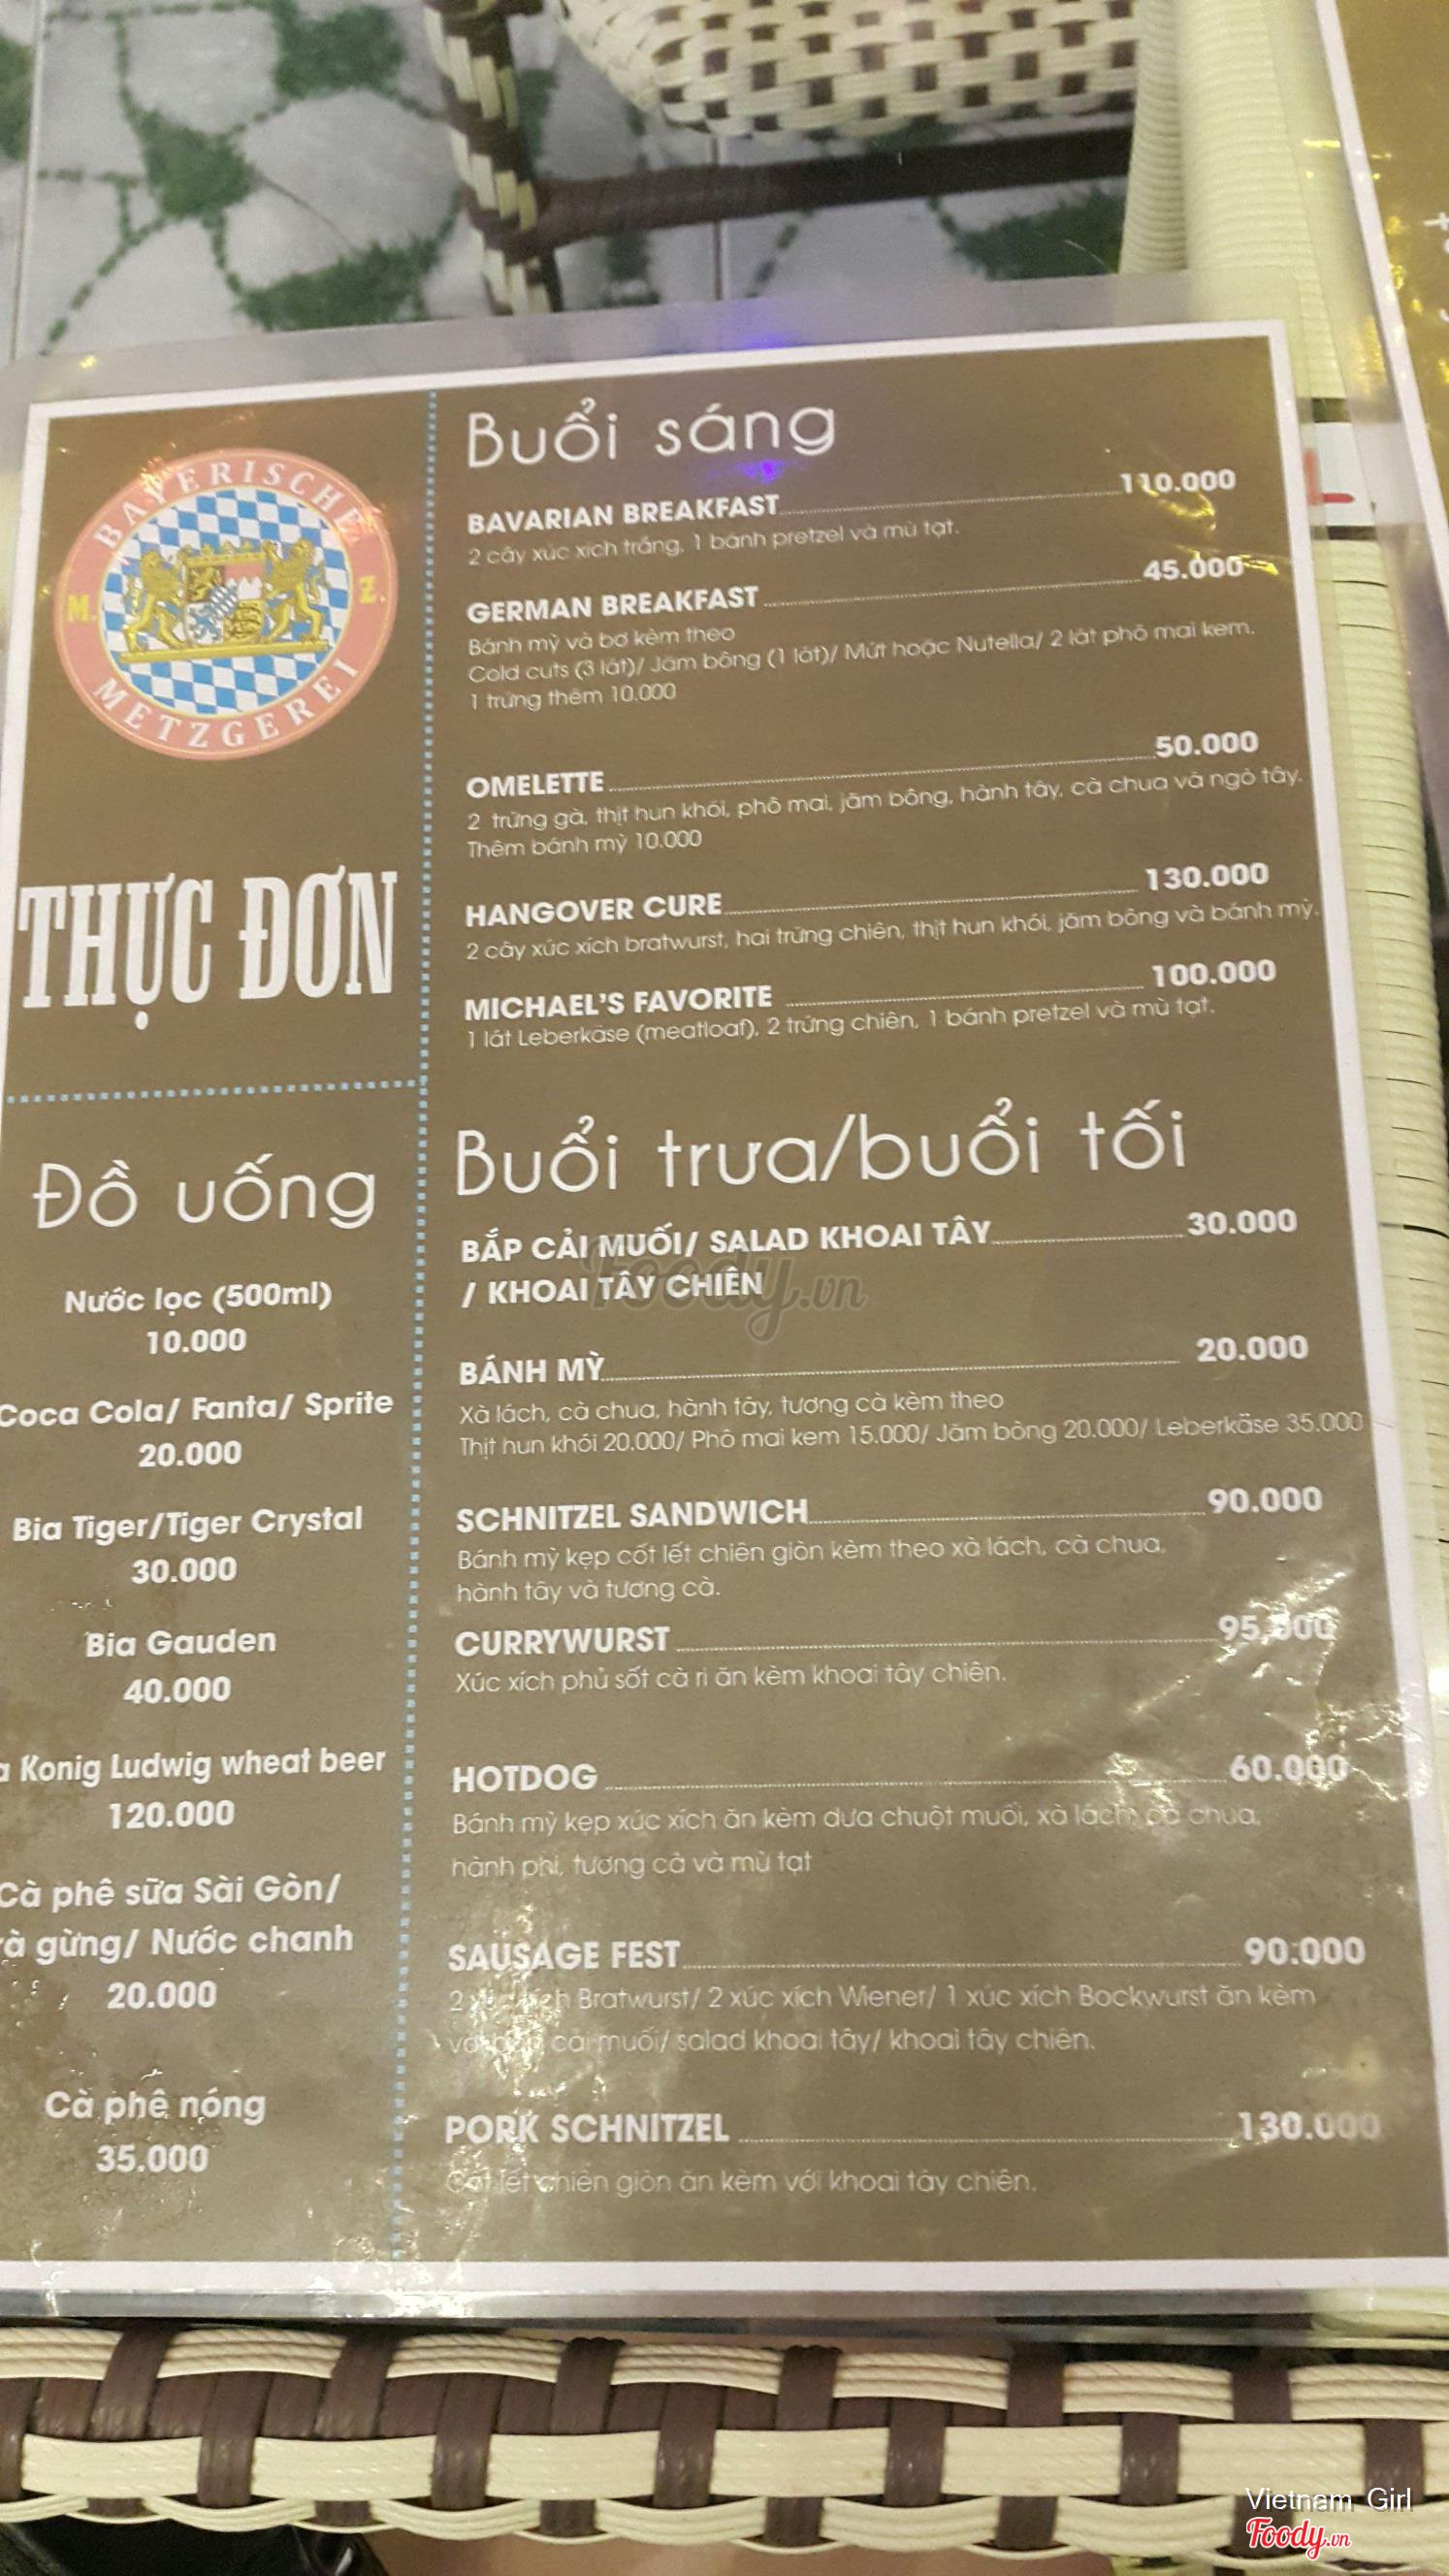 BAYERISCHE
M. Z.
METZGEREI
THỰC ĐƠN
Đồ uống
Nước lọc (500ml)
10.000
Coca Cola/ Fanta/ Sprite
20.000
Bia Tiger/Tiger Crystal
30.000
Bia Gauden
40.000
Konig Ludwig wheat beer
120.000
Cà phê sữa Sài Gòn/
gừng/ Nước chanh
20.000
Cà phê nóng
35.000
Buổi sáng
BAVARIAN BREAKFAST 110.000
2 cây xúc xích trắng, 1 bánh pretzel và mù tạt.
GERMAN BREAKFAST 45.000
Bánh mỳ và bơ kèm theo
Cold cuts (3 lát)/ Jăm bông (1 lát)/ Mứt hoặc Nutella/ 2 lát phô mai kem.
1 trứng thêm 10.000
OMELETTE 50.000
2 trứng gà, thịt hun khói, phô mai, jăm bông, hành tây, cà chua và ngò tây.
Thêm bánh mỳ 10.000
HANGOVER CURE 130.000
2 cây xúc xích bratwurst, hai trứng chiên, thịt hun khói, jăm bông và bánh mỳ.
MICHAEL'S FAVORITE 100.000
1 lát Leberkäse (meatloaf), 2 trứng chiên, 1 bánh pretzel và mù tạt.
Buổi trưa/buổi tối
BẮP CẢI MUỐI/ SALAD KHOAI TÂY 30.000
/ KHOAI TÂY CHIÊN
BÁNH MỲ 20.000
Xà lách, cà chua, hành tây, tương cà kèm theo
Thịt hun khói 20.000/ Phô mai kem 15.000/ Jăm bông 20.000/ Leberkäse 35.000
SCHNITZEL SANDWICH 90.000
Bánh mỳ kẹp cốt lết chiên giòn kèm theo xà lách, cà chua,
hành tây và tương cà.
CURRYWURST 95.000
Xúc xích phủ sốt cà ri ăn kèm khoai tây chiên.
HOTDOG 60.000
Bánh mỳ kẹp xúc xích ăn kèm dưa chuột muối, xà lách, cà chua,
hành phi, tương cà và mù tạt
SAUSAGE FEST 90.000
2 xúc xích Bratwurst/ 2 xúc xích Wiener/ 1 xúc xích Bockwurst ăn kèm
cải muối/ salad khoai tây/ khoai tây chiên.
PORK SCHNITZEL 130.000
Cốt lết chiên giòn ăn kèm với khoai tây chiên.
Foody.vn
Vietnam Girl
Foody.vn